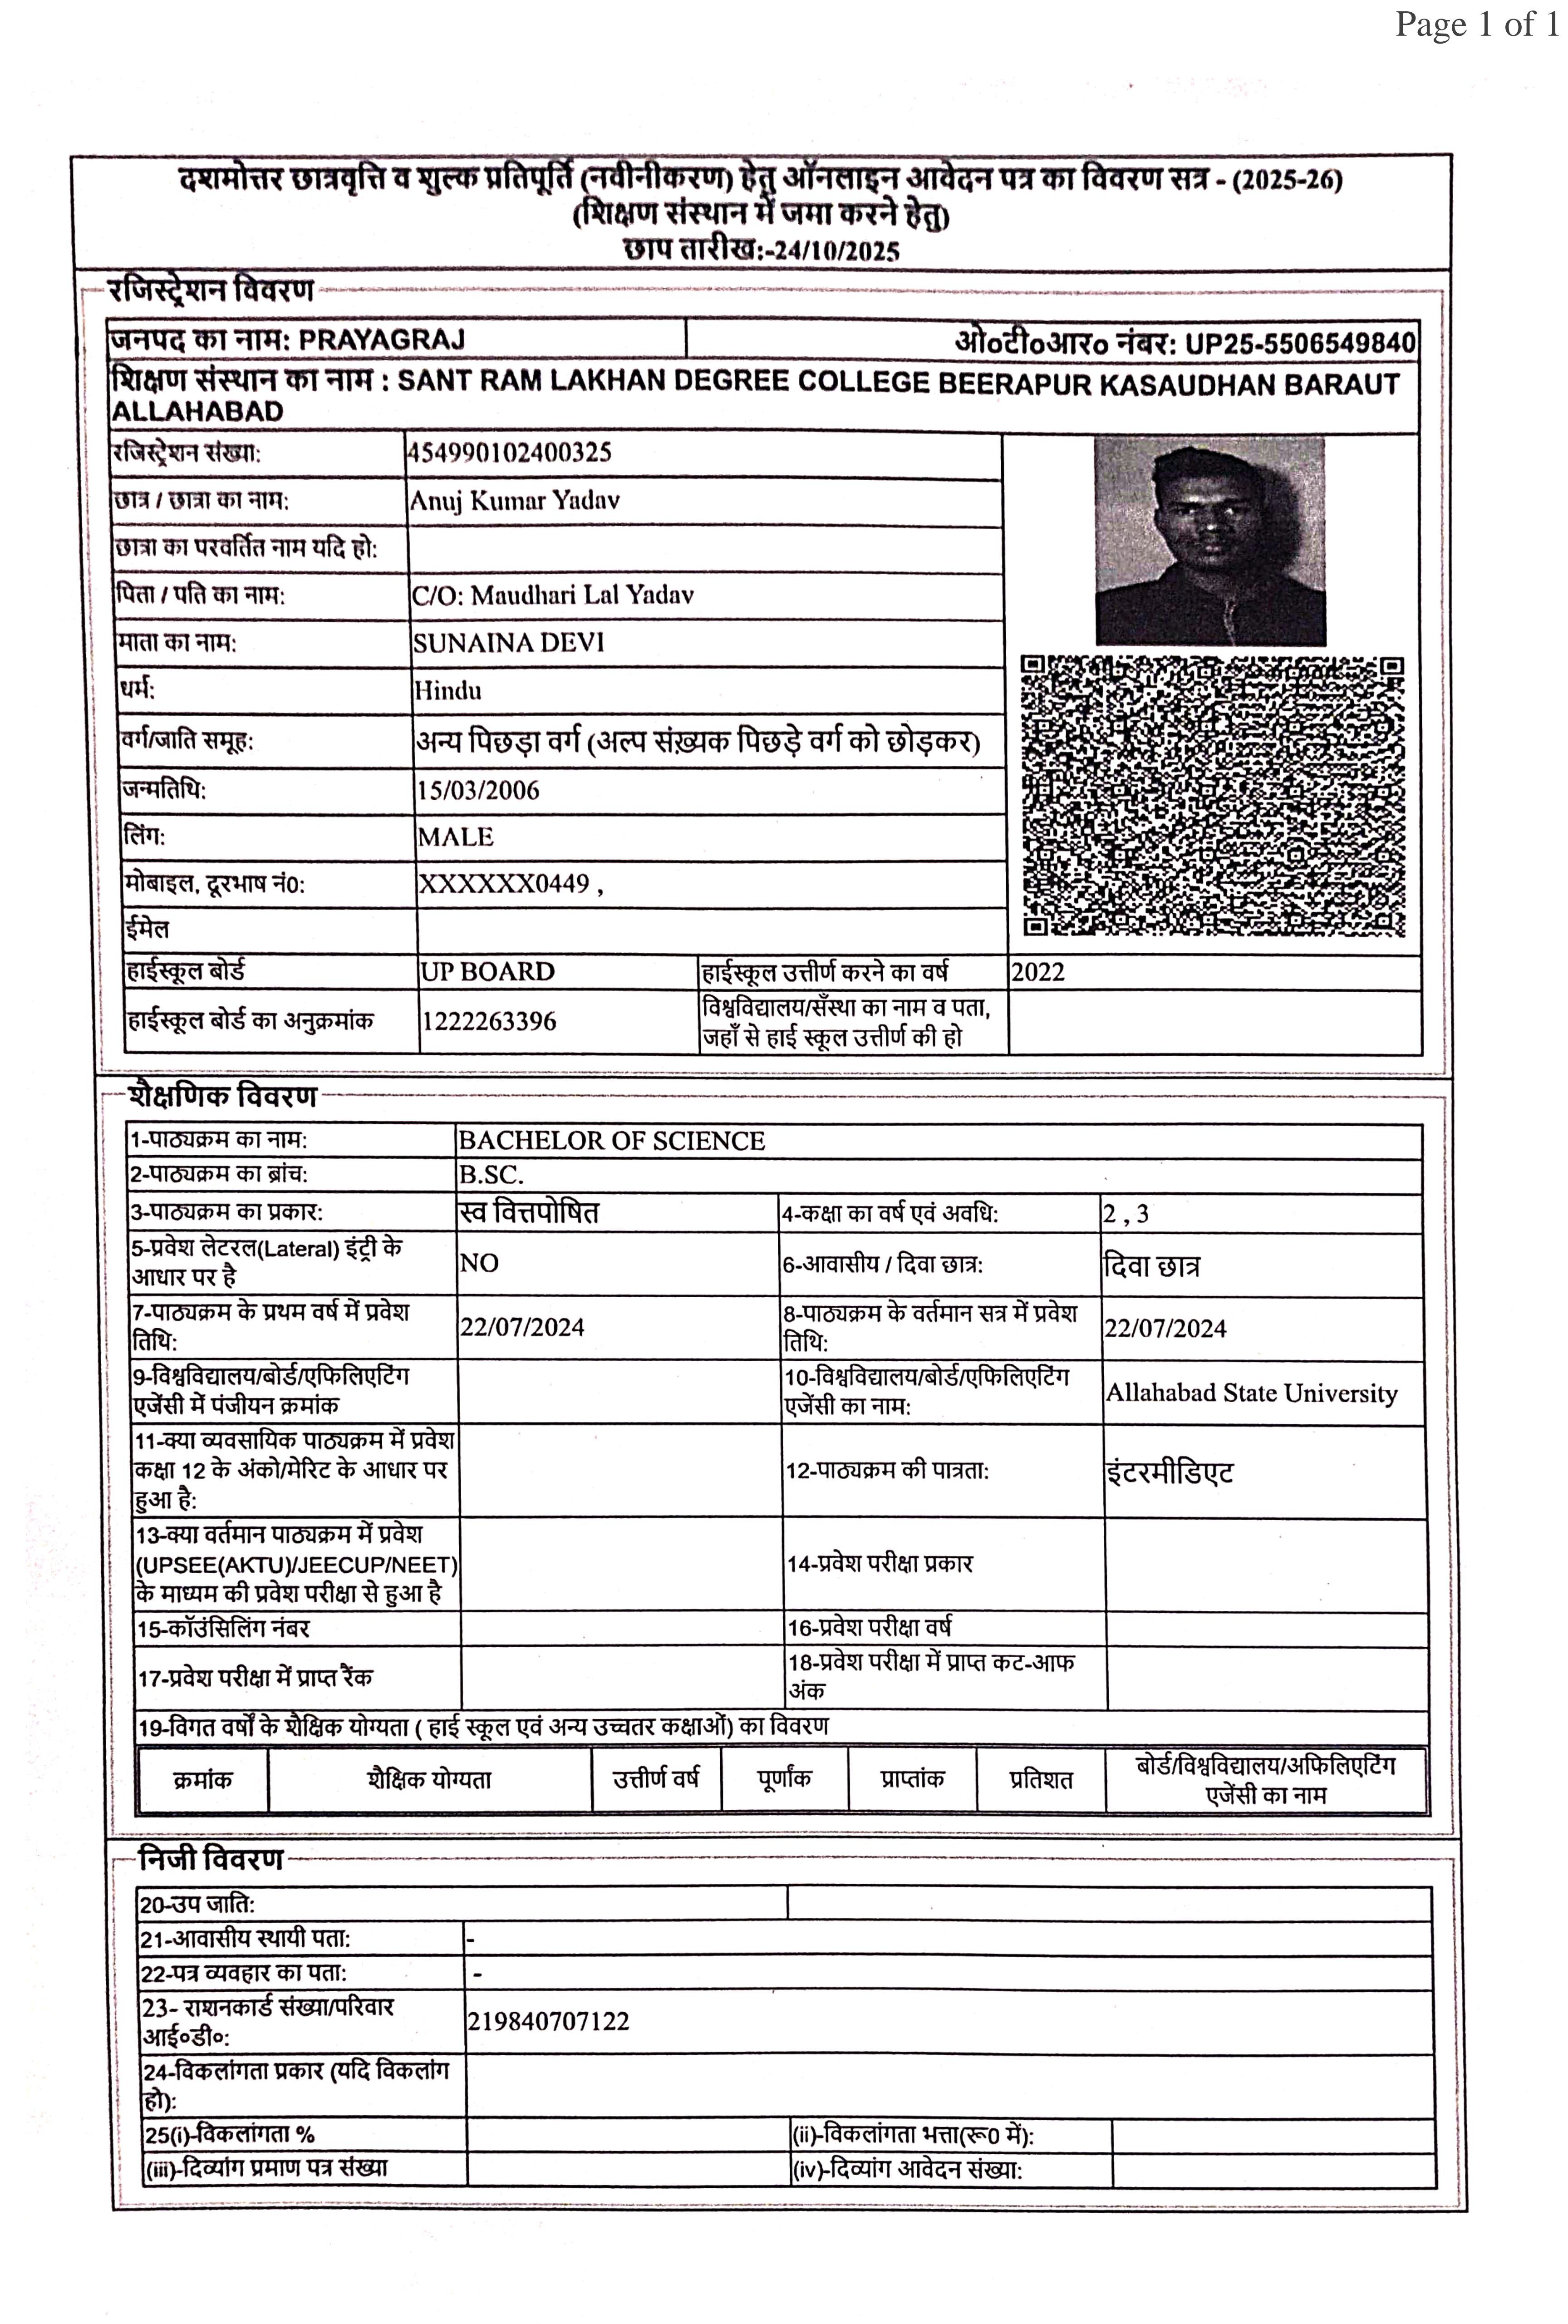 Page 1 of 1
दशमोत्तर छात्रवृत्ति व शुल्क प्रतिपूर्ति (नवीनीकरण) हेतु ऑनलाइन आवेदन पत्र का विवरण सत्र - (2025-26)
(शिक्षण संस्थान में जमा करने हेतु)
छाप तारीख:-24/10/2025
रजिस्ट्रेशन विवरण
जनपद का नाम: PRAYAGRAJ ओ०टी०आर० नंबर: UP25-5506549840
शिक्षण संस्थान का नाम : SANT RAM LAKHAN DEGREE COLLEGE BEERAPUR KASAUDHAN BARAUT
ALLAHABAD
रजिस्ट्रेशन संख्या: 454990102400325
छात्र / छात्रा का नाम: Anuj Kumar Yadav
छात्रा का परवर्तित नाम यदि हो:
पिता / पति का नाम: C/O: Maudhari Lal Yadav
माता का नाम: SUNAINA DEVI
धर्म: Hindu
वर्ग/जाति समूह: अन्य पिछड़ा वर्ग (अल्प संख़्यक पिछड़े वर्ग को छोड़कर)
जन्मतिथि: 15/03/2006
लिंग: MALE
मोबाइल, दूरभाष नं0: XXXXXX0449 ,
ईमेल
हाईस्कूल बोर्ड UP BOARD हाईस्कूल उत्तीर्ण करने का वर्ष 2022
हाईस्कूल बोर्ड का अनुक्रमांक 1222263396 विश्वविद्यालय/सँस्था का नाम व पता,
जहाँ से हाई स्कूल उत्तीर्ण की हो
शैक्षणिक विवरण
1-पाठ्यक्रम का नाम: BACHELOR OF SCIENCE
2-पाठ्यक्रम का ब्रांच: B.SC.
3-पाठ्यक्रम का प्रकार: स्व वित्तपोषित 4-कक्षा का वर्ष एवं अवधि: 2 , 3
5-प्रवेश लेटरल(Lateral) इंट्री के
आधार पर है NO 6-आवासीय / दिवा छात्र: दिवा छात्र
7-पाठ्यक्रम के प्रथम वर्ष में प्रवेश
तिथि: 22/07/2024 8-पाठ्यक्रम के वर्तमान सत्र में प्रवेश
तिथि: 22/07/2024
9-विश्वविद्यालय/बोर्ड/एफिलिएटिंग
एजेंसी में पंजीयन क्रमांक
10-विश्वविद्यालय/बोर्ड/एफिलिएटिंग
एजेंसी का नाम: Allahabad State University
11-क्या व्यवसायिक पाठ्यक्रम में प्रवेश
कक्षा 12 के अंको/मेरिट के आधार पर
हुआ है:
12-पाठ्यक्रम की पात्रता: इंटरमीडिएट
13-क्या वर्तमान पाठ्यक्रम में प्रवेश
(UPSEE(AKTU)/JEECUP/NEET)
के माध्यम की प्रवेश परीक्षा से हुआ है
14-प्रवेश परीक्षा प्रकार
15-कॉउंसिलिंग नंबर 16-प्रवेश परीक्षा वर्ष
17-प्रवेश परीक्षा में प्राप्त रैंक 18-प्रवेश परीक्षा में प्राप्त कट-आफ
अंक
19-विगत वर्षों के शैक्षिक योग्यता ( हाई स्कूल एवं अन्य उच्चतर कक्षाओं) का विवरण
क्रमांक शैक्षिक योग्यता उत्तीर्ण वर्ष पूर्णांक प्राप्तांक प्रतिशत बोर्ड/विश्वविद्यालय/अफिलिएटिंग
एजेंसी का नाम
निजी विवरण
20-उप जाति:
21-आवासीय स्थायी पता: -
22-पत्र व्यवहार का पता: -
23- राशनकार्ड संख्या/परिवार
आई०डी०: 219840707122
24-विकलांगता प्रकार (यदि विकलांग
हो):
25(i)-विकलांगता % (ii)-विकलांगता भत्ता(रू0 में):
(iii)-दिव्यांग प्रमाण पत्र संख्या (iv)-दिव्यांग आवेदन संख्या: